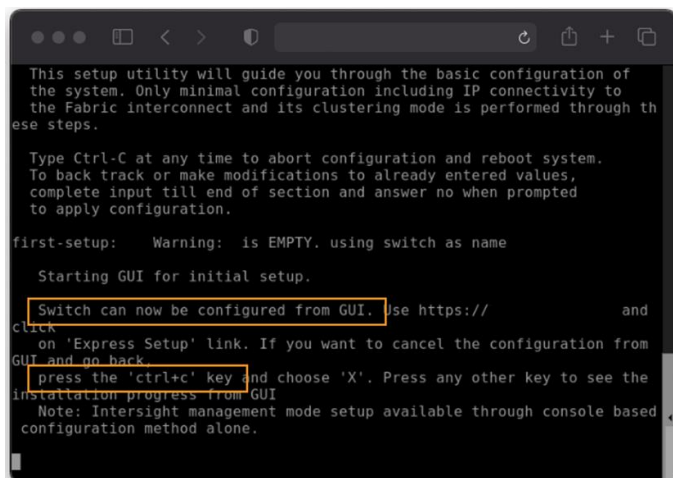 This setup utility will guide you through the basic configuration of
the system. Only minimal configuration including IP connectivity to
the Fabric interconnect and its clustering mode is performed through th
ese steps.
Type Ctrl-C at any time to abort configuration and reboot system.
To back track or make modifications to already entered values,
complete input till end of section and answer no when prompted
to apply configuration.
first-setup: Warning: is EMPTY. using switch as name
Starting GUI for initial setup.
Switch can now be configured from GUI. Use https:// and
click
on 'Express Setup' link. If you want to cancel the configuration from
GUI and go back,
press the 'ctrl+c' key and choose 'X'. Press any other key to see the
installation progress from GUI
Note: Intersight management mode setup available through console based
configuration method alone.